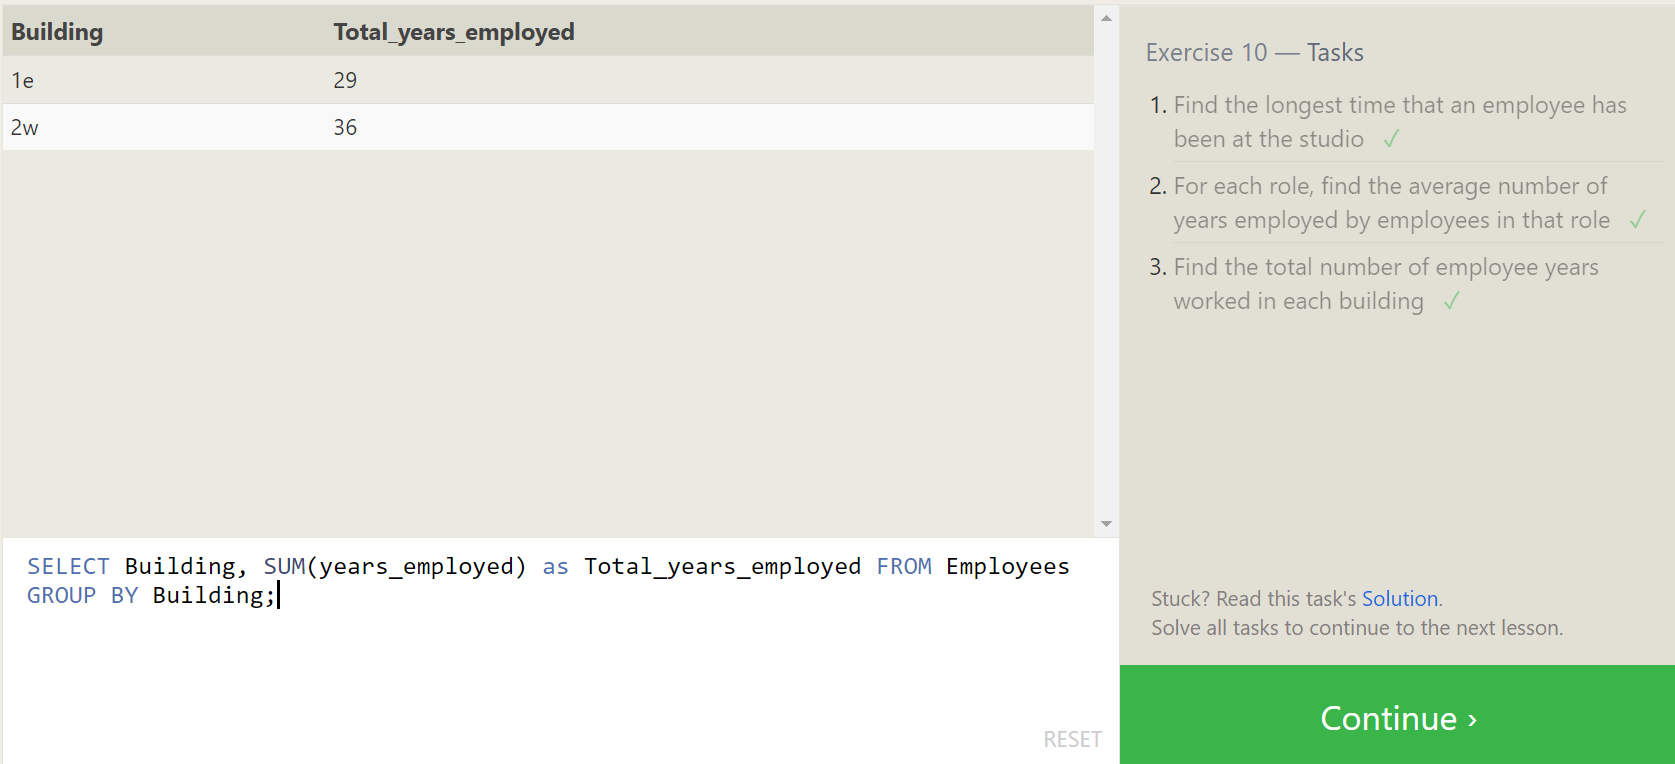 Building Total_years_employed
1e 29
2w 36
SELECT Building, SUM(years_employed) as Total_years_employed FROM Employees
GROUP BY Building;
RESET
Exercise 10 — Tasks
1. Find the longest time that an employee has
been at the studio ✓
2. For each role, find the average number of
years employed by employees in that role ✓
3. Find the total number of employee years
worked in each building ✓
Stuck? Read this task's Solution.
Solve all tasks to continue to the next lesson.
Continue ›